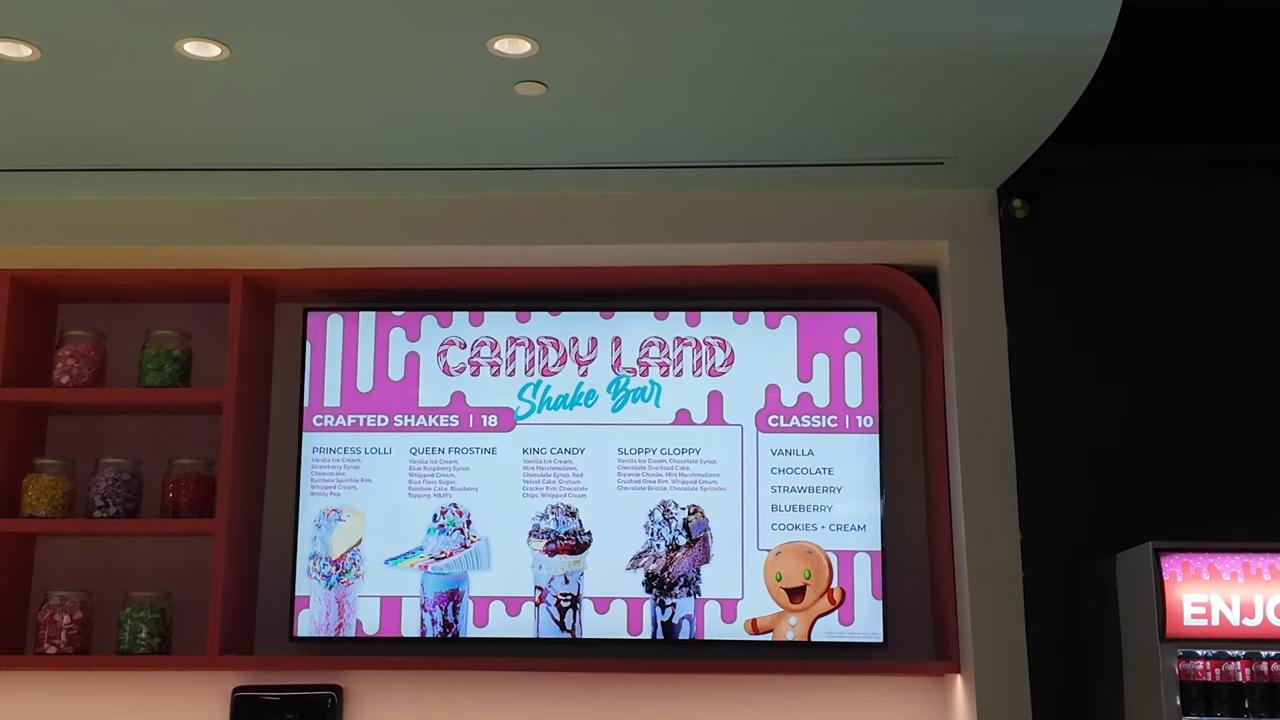 CANDY LAND
Shake Bar
CRAFTED SHAKES | 18
PRINCESS LOLLI
Vanilla Ice Cream,
Strawberry Syrup,
Cheesecake,
Rainbow Sprinkle Rim,
Whipped Cream,
Whirly Pop
QUEEN FROSTINE
Vanilla Ice Cream,
Blue Raspberry Syrup,
Whipped Cream,
Blue Floss Sugar,
Rainbow Cake, Blueberry
Topping, M&M's
KING CANDY
Vanilla Ice Cream,
Mini Marshmallows,
Chocolate Syrup, Red
Velvet Cake, Graham
Cracker Rim, Chocolate
Chips, Whipped Cream
SLOPPY GLOPPY
Vanilla Ice Cream, Chocolate Syrup,
Chocolate Overload Cake,
Brownie Chunks, Mini Marshmallows,
Crushed Oreo Rim, Whipped Cream,
Chocolate Drizzle, Chocolate Sprinkles
CLASSIC | 10
VANILLA
CHOCOLATE
STRAWBERRY
BLUEBERRY
COOKIES + CREAM
ENJO
Coca-Cola